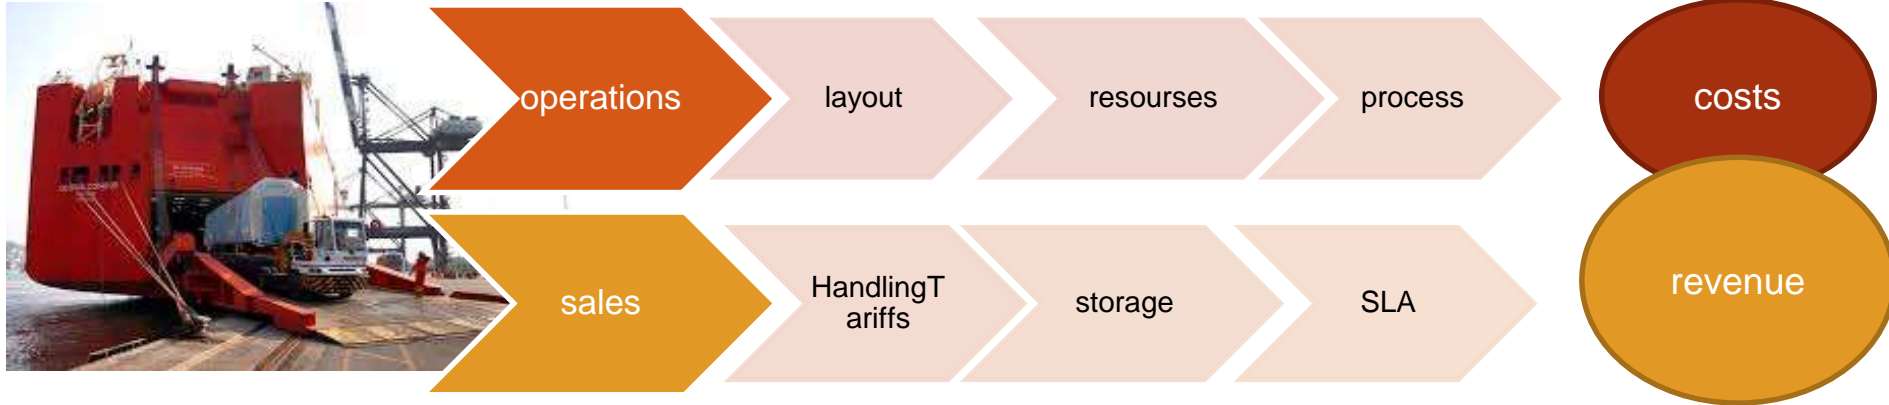 operations
layout
resourses
process
costs
sales
HandlingT
ariffs
storage
SLA
revenue